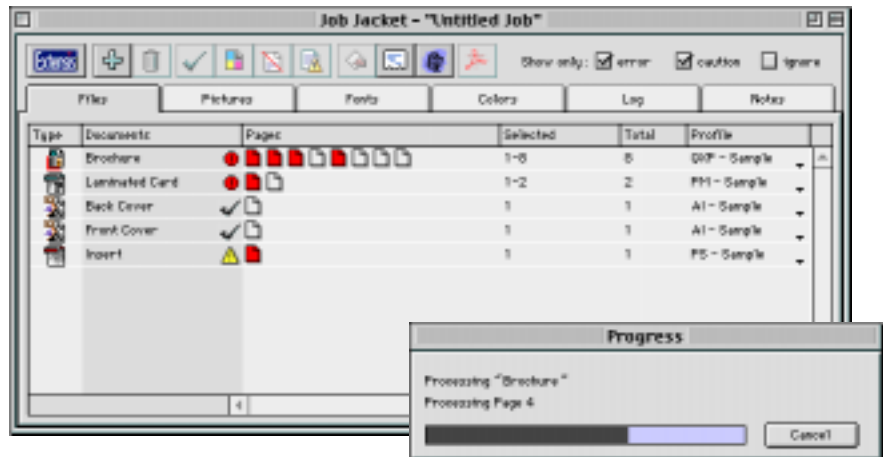 Job Jacket - "Untitled Job"
Extensis Show only: error caution ignore
Files Pictures Fonts Colors Log Notes
Type Documents Pages Selected Total Profile
Brochure 1-8 8 QXP - Sample
Laminated Card 1-2 2 PM - Sample
Back Cover 1 1 AI - Sample
Front Cover 1 1 AI - Sample
Insert 1 1 PS - Sample
Progress
Processing "Brochure"
Processing Page 4
Cancel